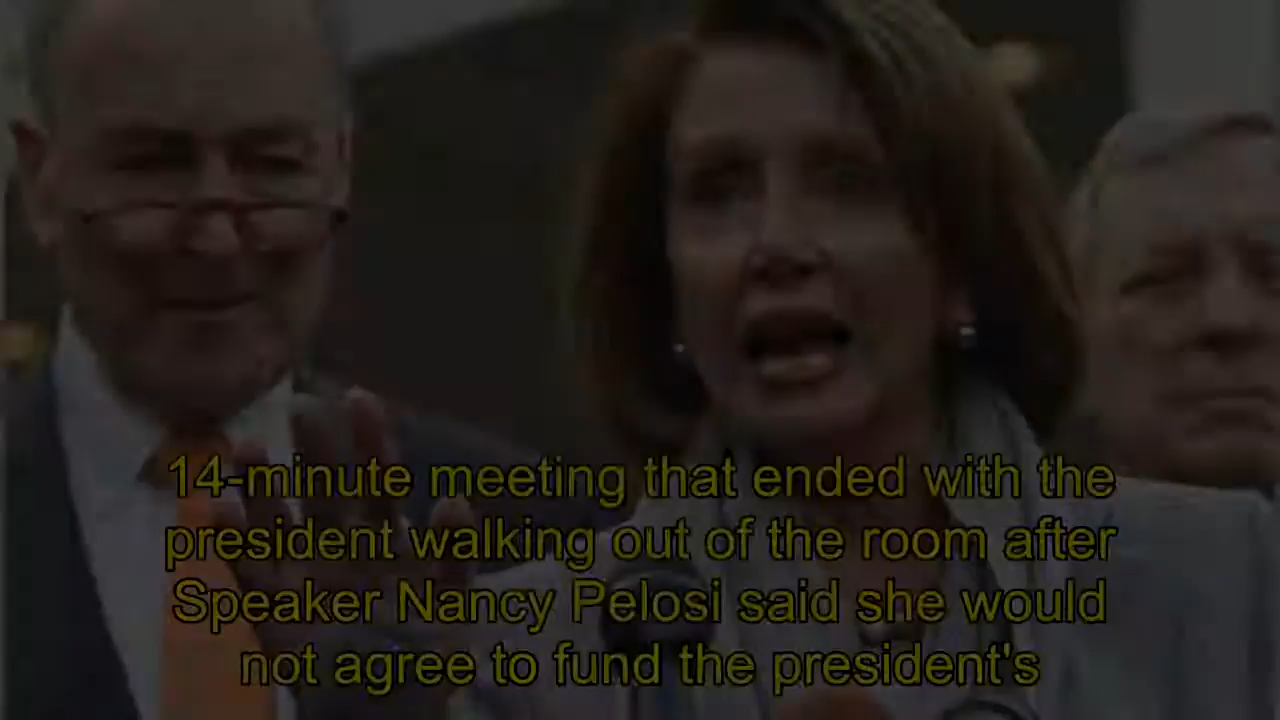 14-minute meeting that ended with the
president walking out of the room after
Speaker Nancy Pelosi said she would
not agree to fund the president's